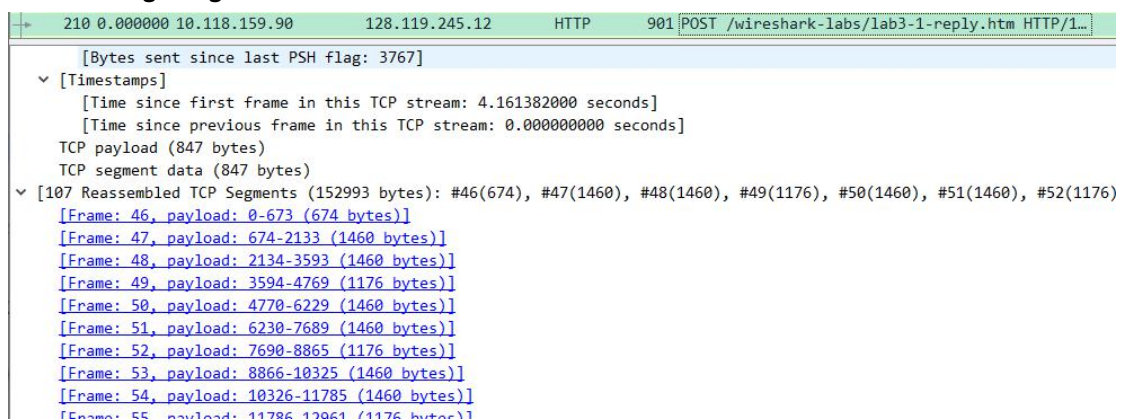 210 0.000000 10.118.159.90 128.119.245.12 HTTP 901 POST /wireshark-labs/lab3-1-reply.htm HTTP/1…
[Bytes sent since last PSH flag: 3767]
[Timestamps]
[Time since first frame in this TCP stream: 4.161382000 seconds]
[Time since previous frame in this TCP stream: 0.000000000 seconds]
TCP payload (847 bytes)
TCP segment data (847 bytes)
[107 Reassembled TCP Segments (152993 bytes): #46(674), #47(1460), #48(1460), #49(1176), #50(1460), #51(1460), #52(1176)
[Frame: 46, payload: 0-673 (674 bytes)]
[Frame: 47, payload: 674-2133 (1460 bytes)]
[Frame: 48, payload: 2134-3593 (1460 bytes)]
[Frame: 49, payload: 3594-4769 (1176 bytes)]
[Frame: 50, payload: 4770-6229 (1460 bytes)]
[Frame: 51, payload: 6230-7689 (1460 bytes)]
[Frame: 52, payload: 7690-8865 (1176 bytes)]
[Frame: 53, payload: 8866-10325 (1460 bytes)]
[Frame: 54, payload: 10326-11785 (1460 bytes)]
[Frame: 55, payload: 11786-12961 (1176 bytes)]